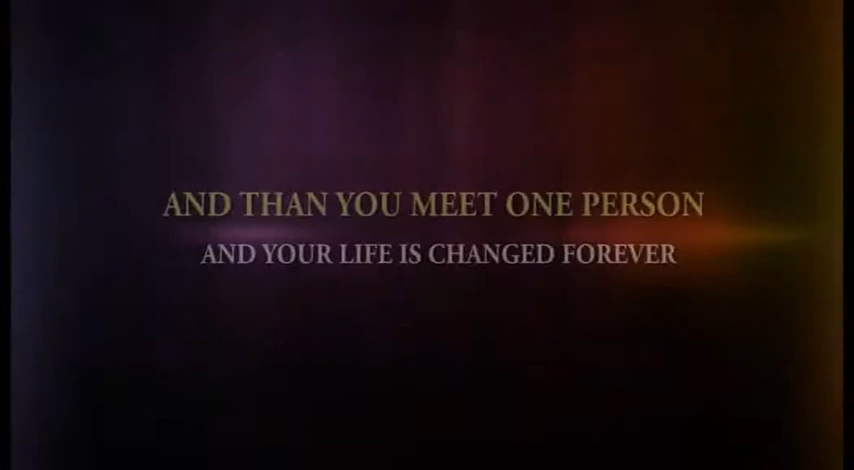 AND THAN YOU MEET ONE PERSON
AND YOUR LIFE IS CHANGED FOREVER